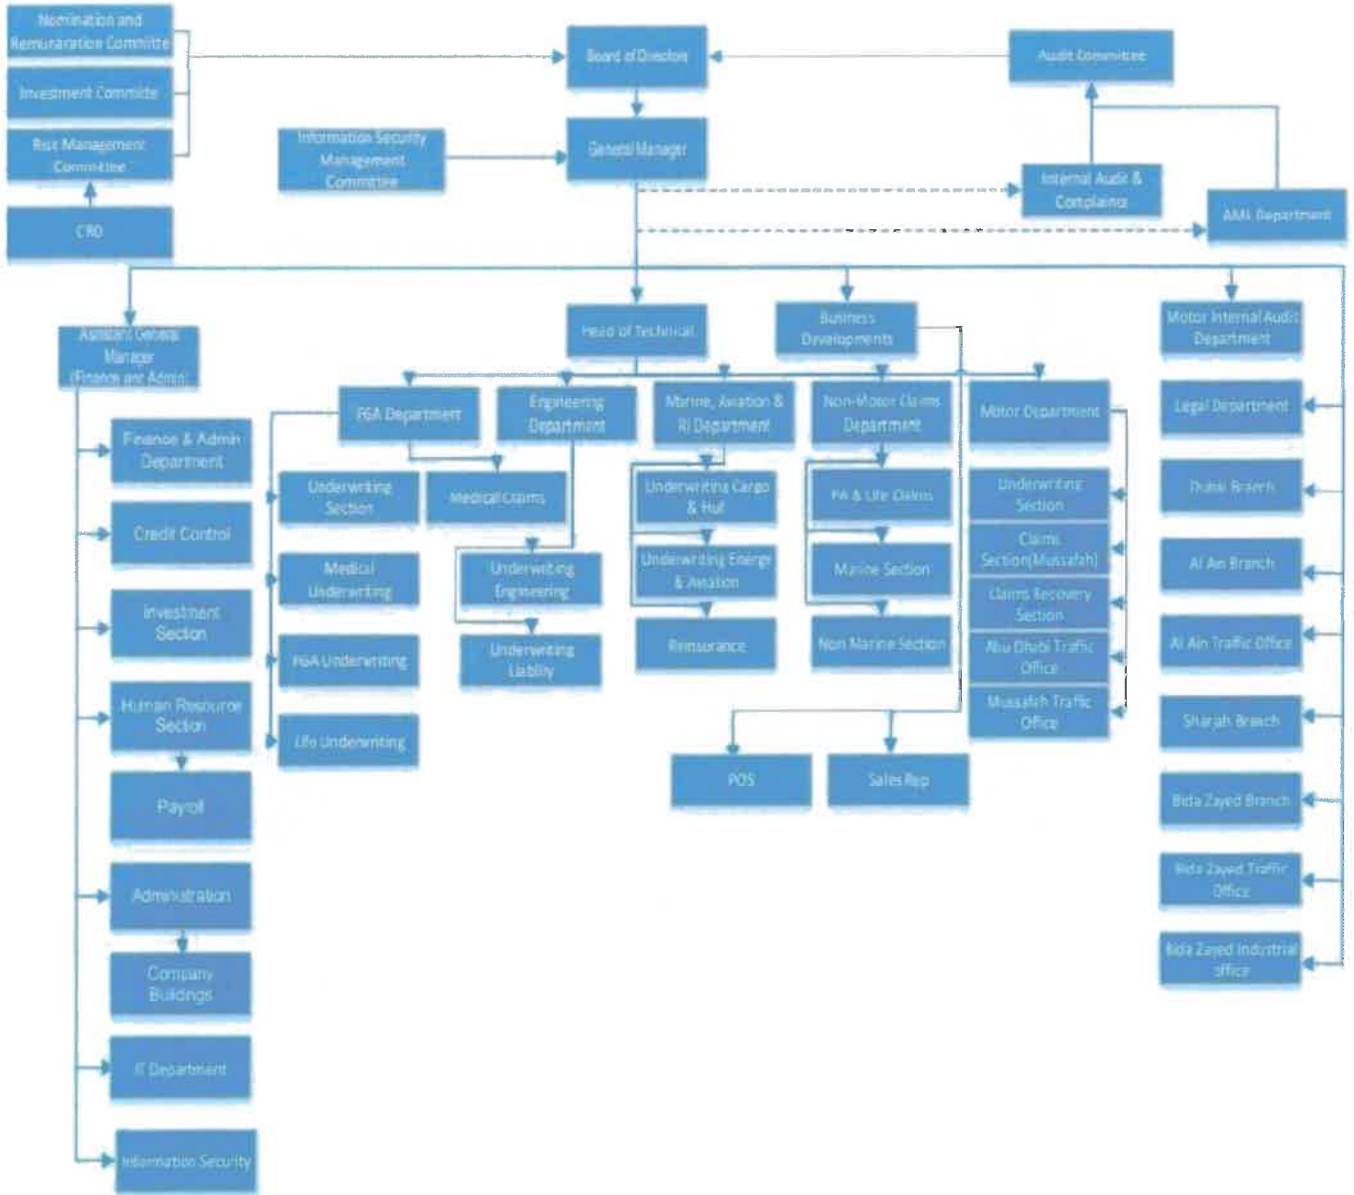 Nomination and
Remunaration Committe
Investment Committe
Risk Management
Committee
CRO
Board of Directors
Audit Committee
Information Security
Management
Committee
General Manager
Internal Audit &
Complaince
AML Department
Assistant General
Manager
(Finance and Admin)
Head of Technical
Business
Developments
Motor Internal Audit
Department
FGA Department
Engineering
Department
Marine, Aviation &
RI Department
Non-Motor Claims
Department
Motor Department
Legal Department
Finance & Admin
Department
Credit Control
Investment
Section
Human Resource
Section
Payroll
Administration
Company
Buildings
IT Department
Information Security
Underwriting
Section
Medical
Underwriting
FGA Underwriting
Life Underwriting
Medical Claims
Underwriting
Engineering
Underwriting
Liablity
Underwriting Cargo
& Hull
Underwriting Energy
& Aviation
Reinsurance
PA & Life Claims
Marine Section
Non Marine Section
Underwriting
Section
Claims
Section(Mussafah)
Claims Recovery
Section
Abu Dhabi Traffic
Office
Mussafah Traffic
Office
POS
Sales Rep
Dubai Branch
Al Ain Branch
Al Ain Traffic Office
Sharjah Branch
Bida Zayed Branch
Bida Zayed Traffic
Office
Bida Zayed Industrial
office